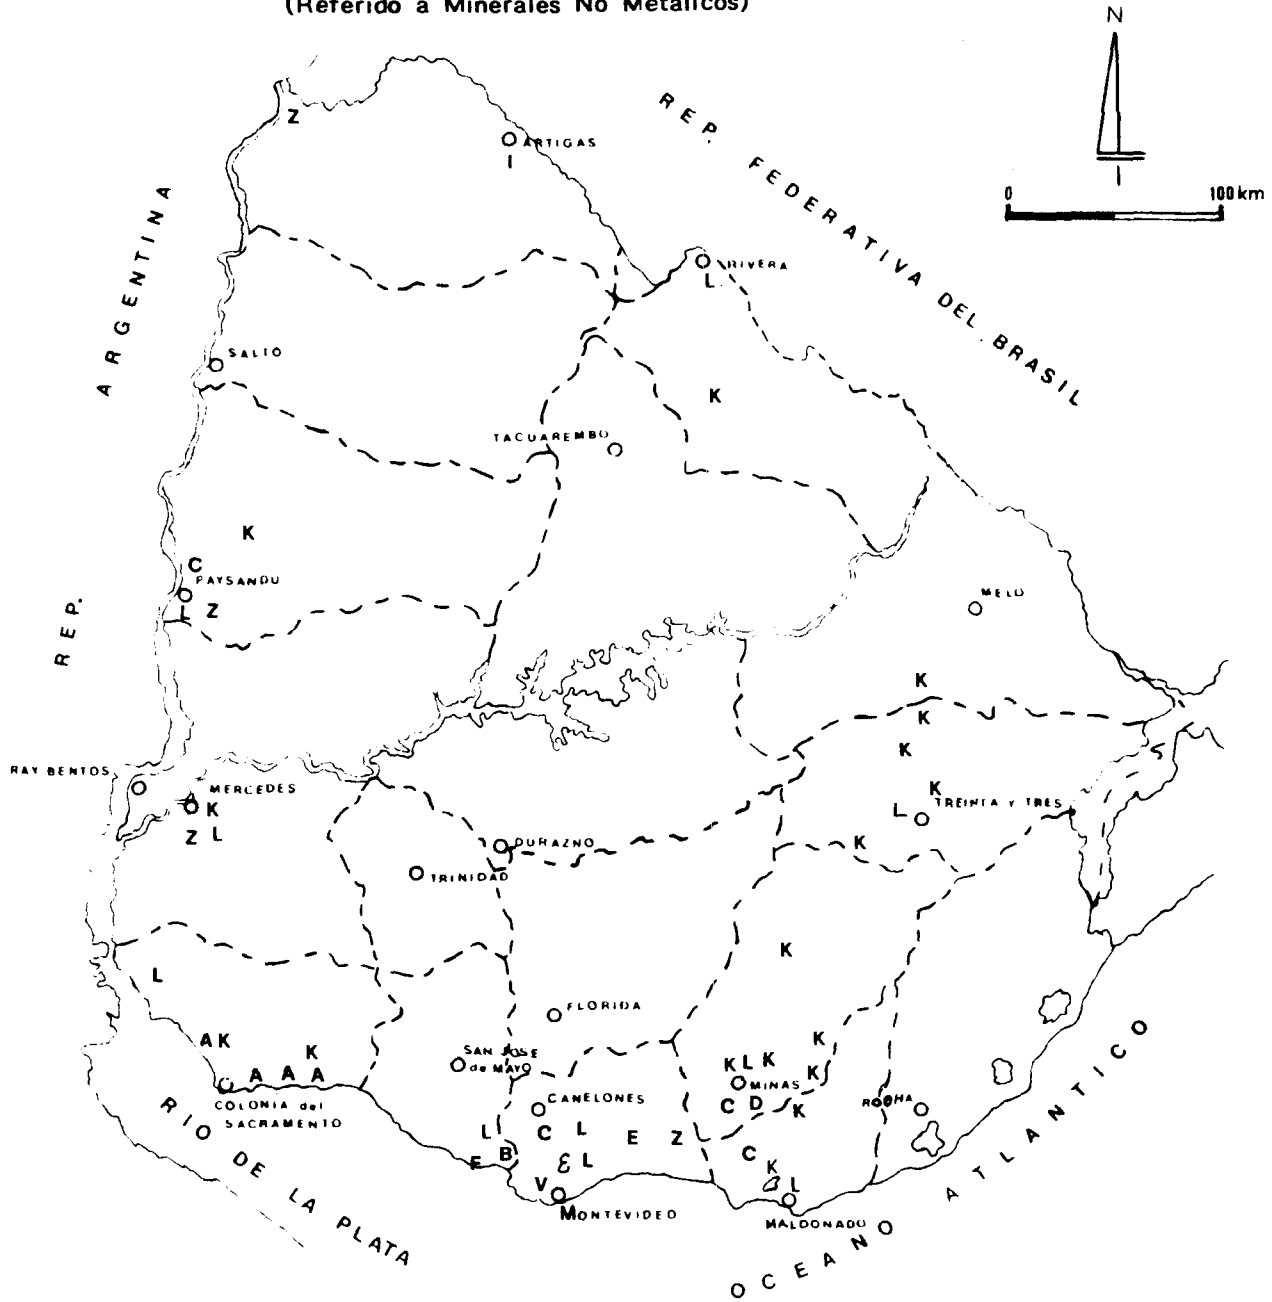 (Referido a Minerales No Metálicos)
N
0 100 km
REP. FEDERATIVA DEL BRASIL
REP. ARGENTINA
Z
ARTIGAS
I
RIVERA
L
SALTO
K
TACUAREMBO
K
C
PAYSANDU
L Z
MELO
K
K
K
RAY BENTOS
MERCEDES
K
Z L
K
TREINTA Y TRES
L
K
DURAZNO
TRINIDAD
K
L
FLORIDA
A K
K
A A A
COLONIA del
SACRAMENTO
SAN JOSE
de MAYO
K
K L K
K
MINAS
C D
K
ROCHA
CANELONES
L
C L
E Z
E B
E L
C
K
L
V
MONTEVIDEO
MALDONADO
RIO DE LA PLATA
OCEANO ATLANTICO